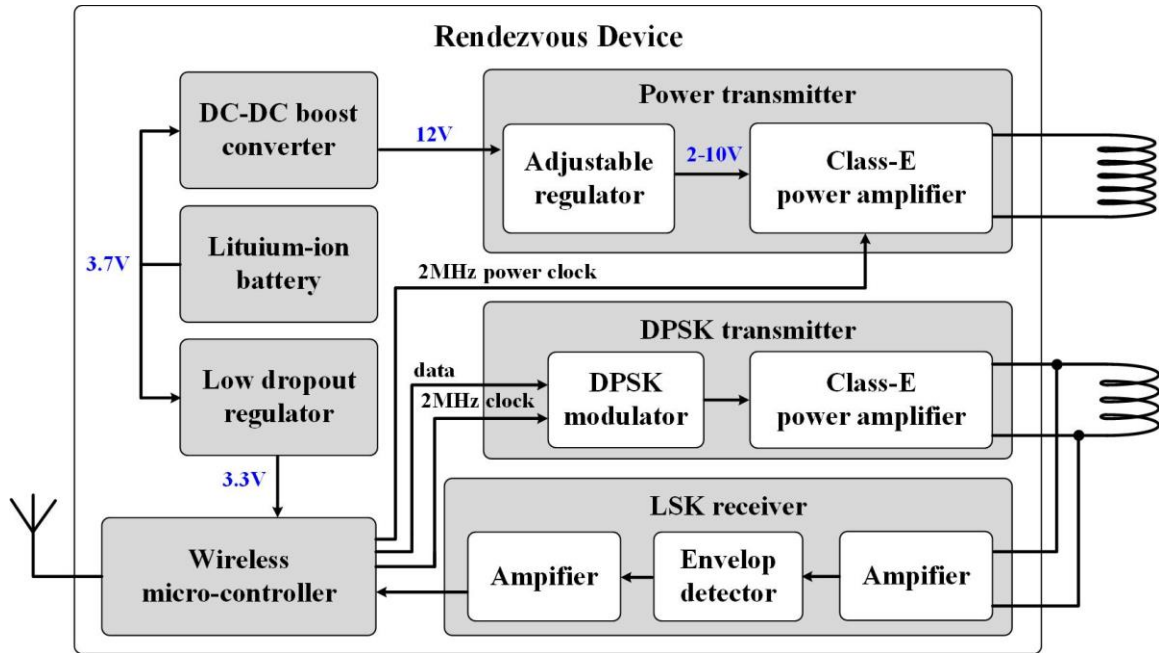 Rendezvous Device
DC-DC boost
converter
12V
Power transmitter
Adjustable
regulator
2-10V
Class-E
power amplifier
3.7V
Lituium-ion
battery
2MHz power clock
Low dropout
regulator
3.3V
DPSK transmitter
data
2MHz clock
DPSK
modulator
Class-E
power amplifier
Wireless
micro-controller
LSK receiver
Ampifier
Envelop
detector
Ampifier